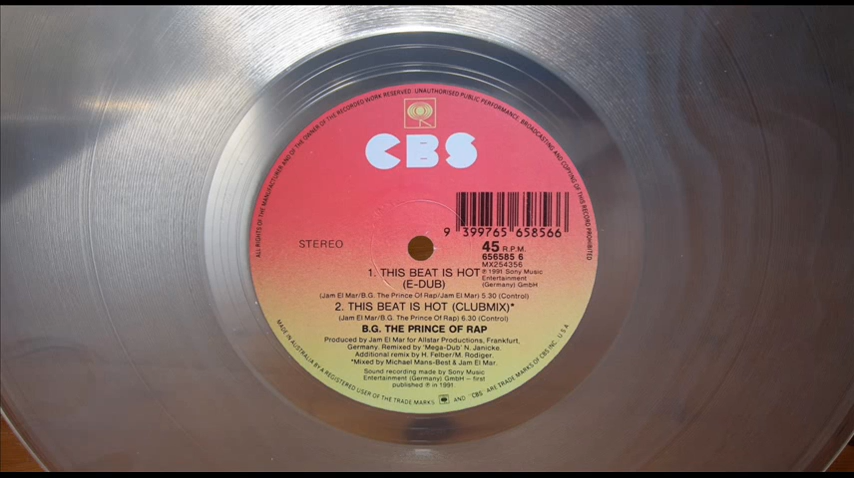 ALL RIGHTS OF THE MANUFACTURER AND OF THE OWNER OF THE RECORDED WORK RESERVED. UNAUTHORISED PUBLIC PERFORMANCE, BROADCASTING AND COPYING OF THIS RECORD PROHIBITED
CBS
9 399765 658566
STEREO
45 R.P.M.
656585 6
MX254356
1. THIS BEAT IS HOT ℗ 1991 Sony Music
(E-DUB) Entertainment
(Germany) GmbH
(Jam El Mar/B.G. The Prince Of Rap/Jam El Mar) 5.30 (Control)
2. THIS BEAT IS HOT (CLUBMIX)*
(Jam El Mar/B.G. The Prince Of Rap) 6.30 (Control)
B.G. THE PRINCE OF RAP
Produced by Jam El Mar for Allstar Productions, Frankfurt,
Germany. Remixed by 'Mega-Dub' N. Janicke.
Additional remix by H. Felber/M. Rodiger.
*Mixed by Michael Mans-Best & Jam El Mar.
Sound recording made by Sony Music
Entertainment (Germany) GmbH – first
published ℗ in 1991.
MADE IN AUSTRALIA BY A REGISTERED USER OF THE TRADE MARKS. AND "CBS" ARE TRADE MARKS OF CBS INC. U.S.A.